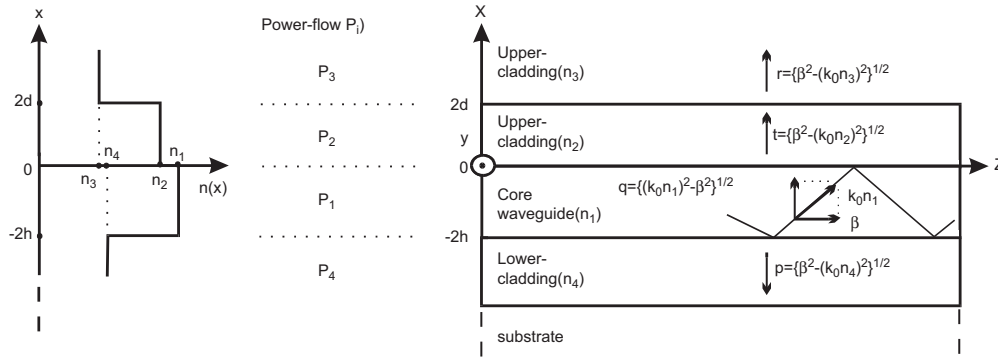 x
2d
0
-2h
n₃
n₄
n₂
n₁
n(x)
Power-flow Pᵢ)
P₃
P₂
P₁
P₄
X
2d
y
0
-2h
Z
Upper-
cladding(n₃)
r={β²-(k₀n₃)²}¹/²
Upper-
cladding(n₂)
t={β²-(k₀n₂)²}¹/²
Core
waveguide(n₁)
q={(k₀n₁)²-β²}¹/²
k₀n₁
β
Lower-
cladding(n₄)
p={β²-(k₀n₄)²}¹/²
substrate